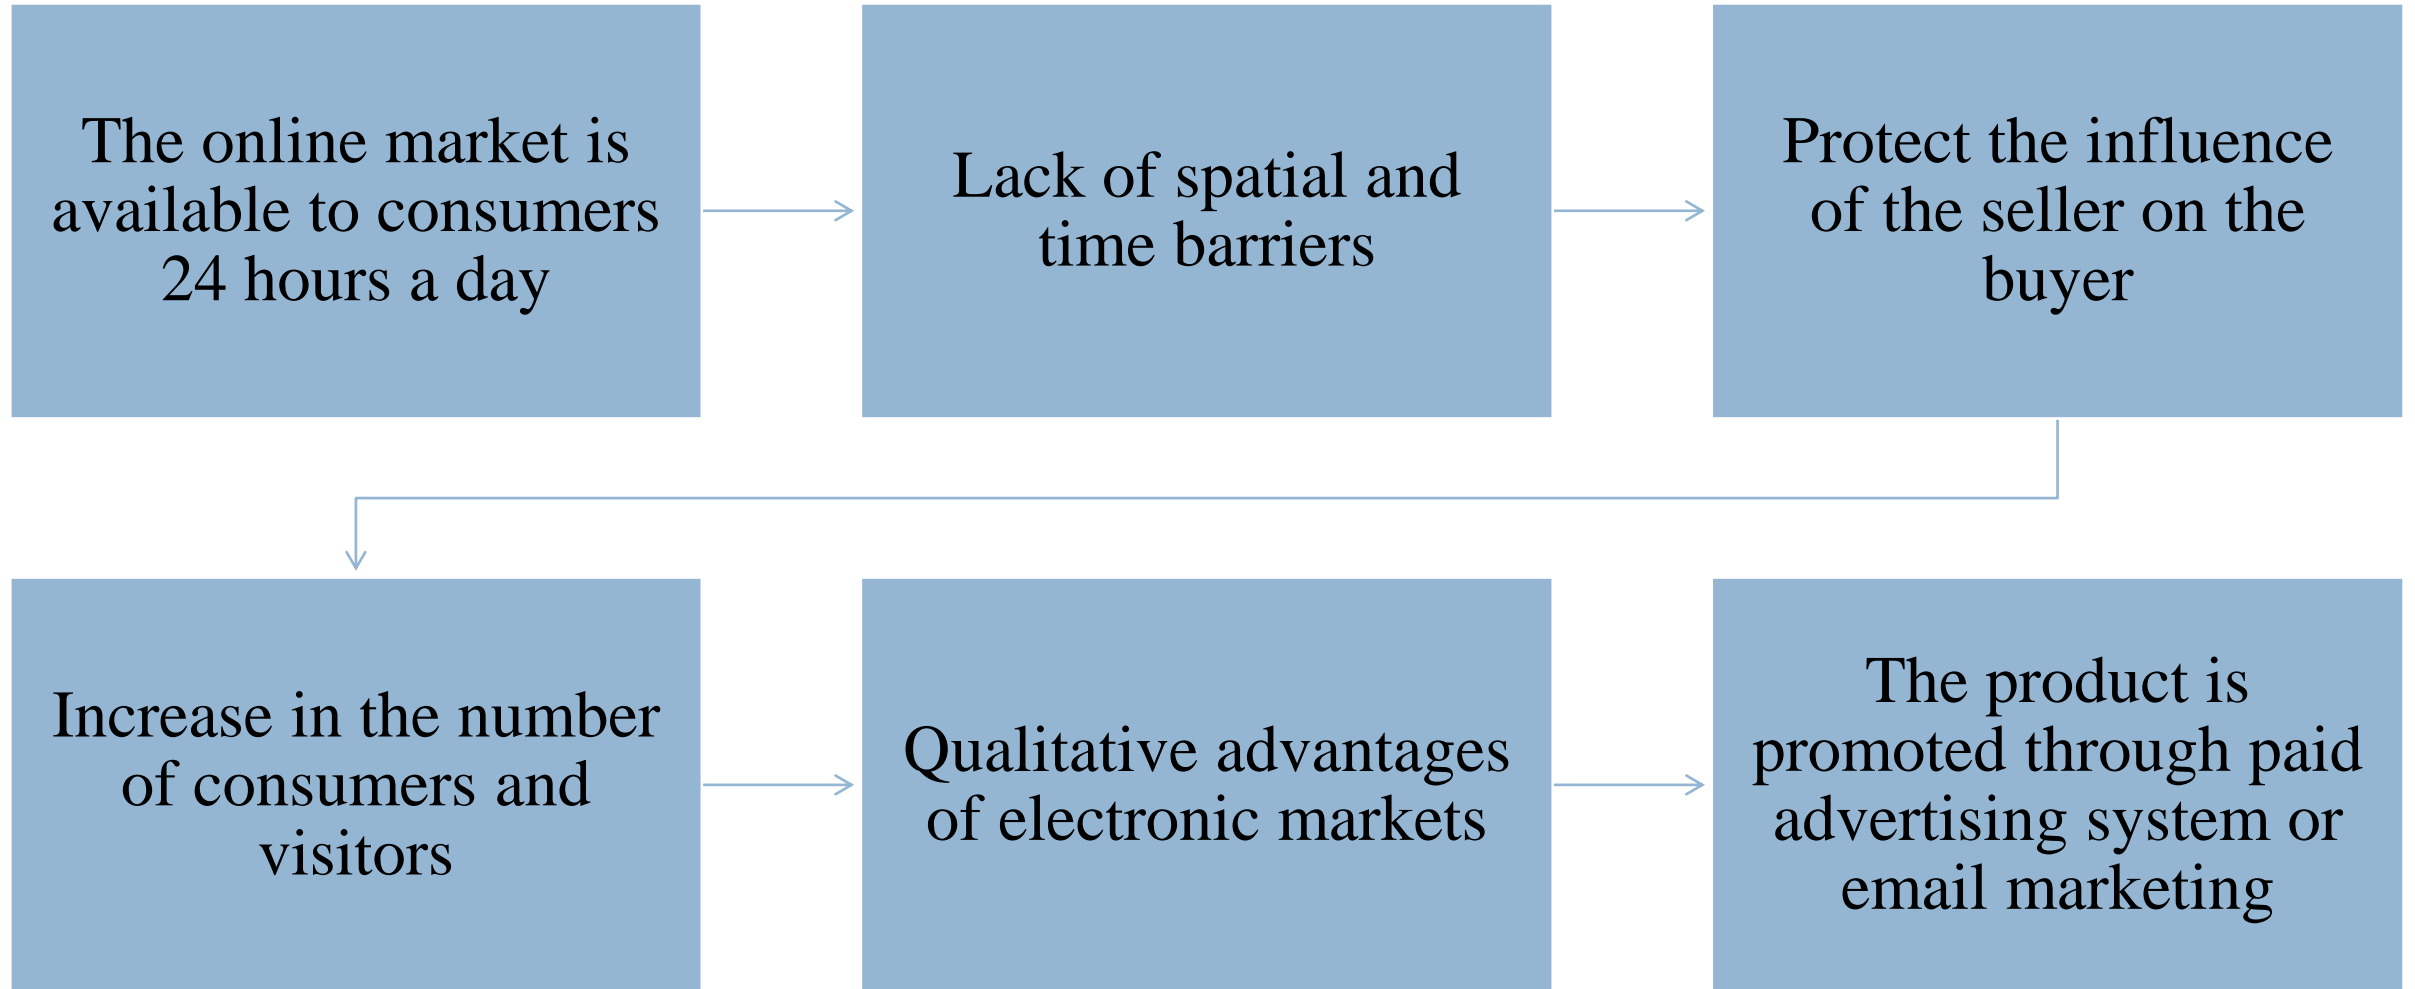 The online market is
available to consumers
24 hours a day
Lack of spatial and
time barriers
Protect the influence
of the seller on the
buyer
Increase in the number
of consumers and
visitors
Qualitative advantages
of electronic markets
The product is
promoted through paid
advertising system or
email marketing